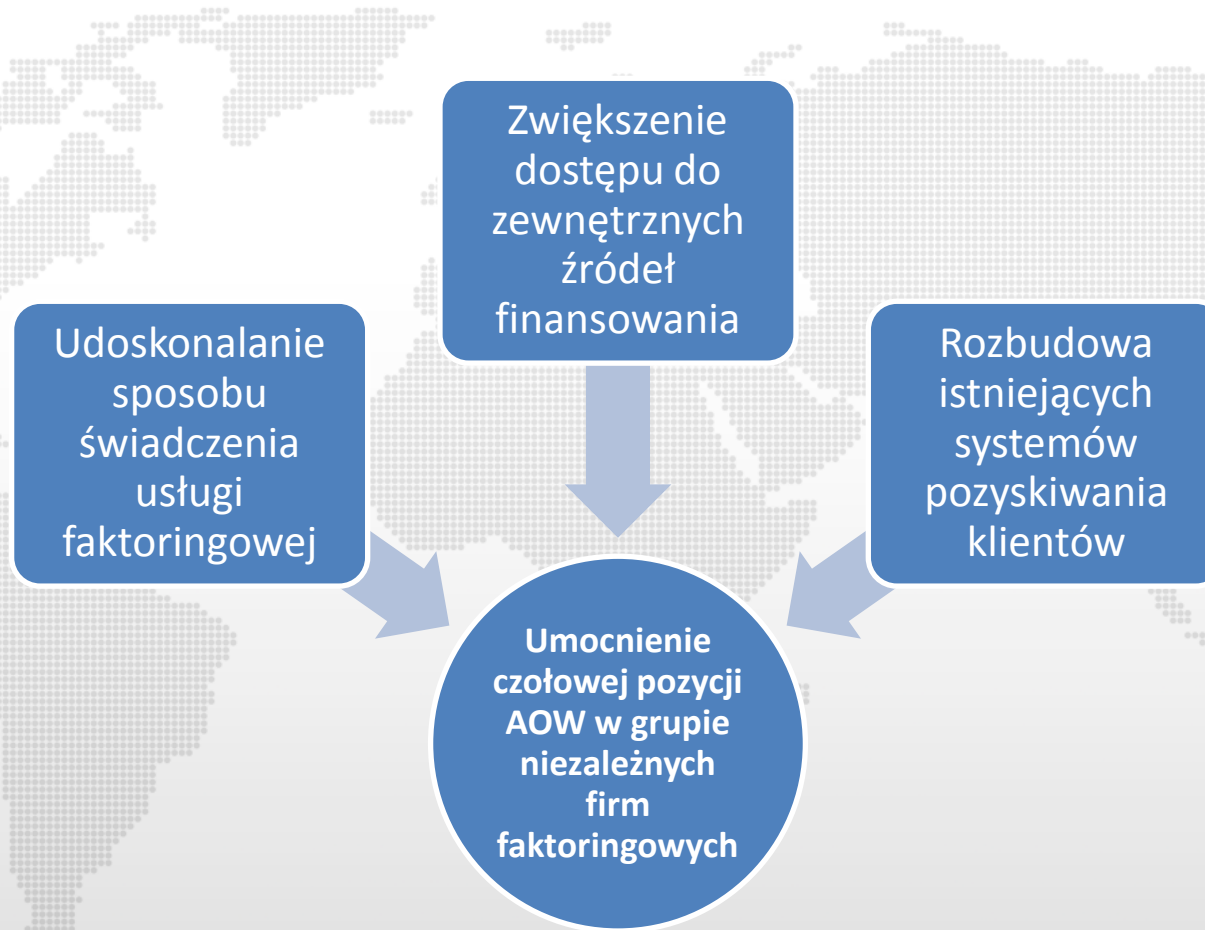 Zwiększenie
dostępu do
zewnętrznych
źródeł
finansowania
Udoskonalanie
sposobu
świadczenia
usługi
faktoringowej
Rozbudowa
istniejących
systemów
pozyskiwania
klientów
Umocnienie
czołowej pozycji
AOW w grupie
niezależnych
firm
faktoringowych